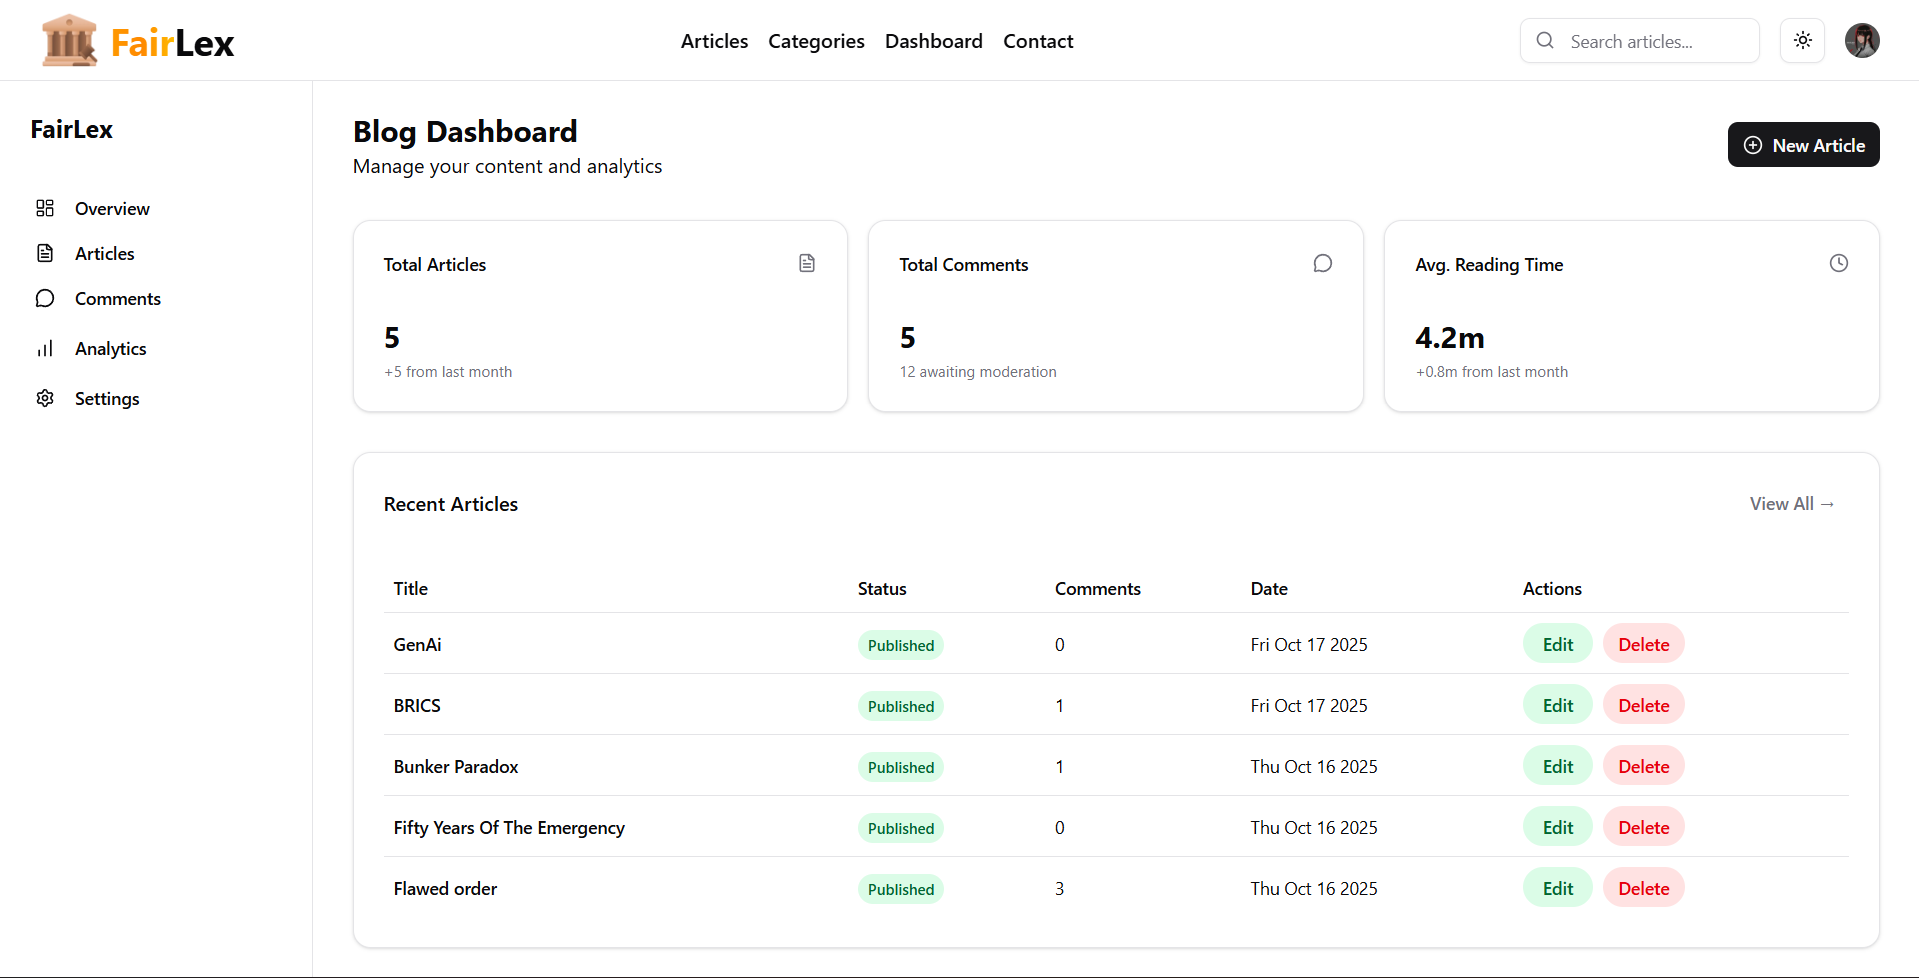 FairLex
Articles Categories Dashboard Contact
Search articles...
FairLex
Overview
Articles
Comments
Analytics
Settings
Blog Dashboard
Manage your content and analytics
New Article
Total Articles
5
+5 from last month
Total Comments
5
12 awaiting moderation
Avg. Reading Time
4.2m
+0.8m from last month
Recent Articles
View All →
Title Status Comments Date Actions
GenAi Published 0 Fri Oct 17 2025 Edit Delete
BRICS Published 1 Fri Oct 17 2025 Edit Delete
Bunker Paradox Published 1 Thu Oct 16 2025 Edit Delete
Fifty Years Of The Emergency Published 0 Thu Oct 16 2025 Edit Delete
Flawed order Published 3 Thu Oct 16 2025 Edit Delete